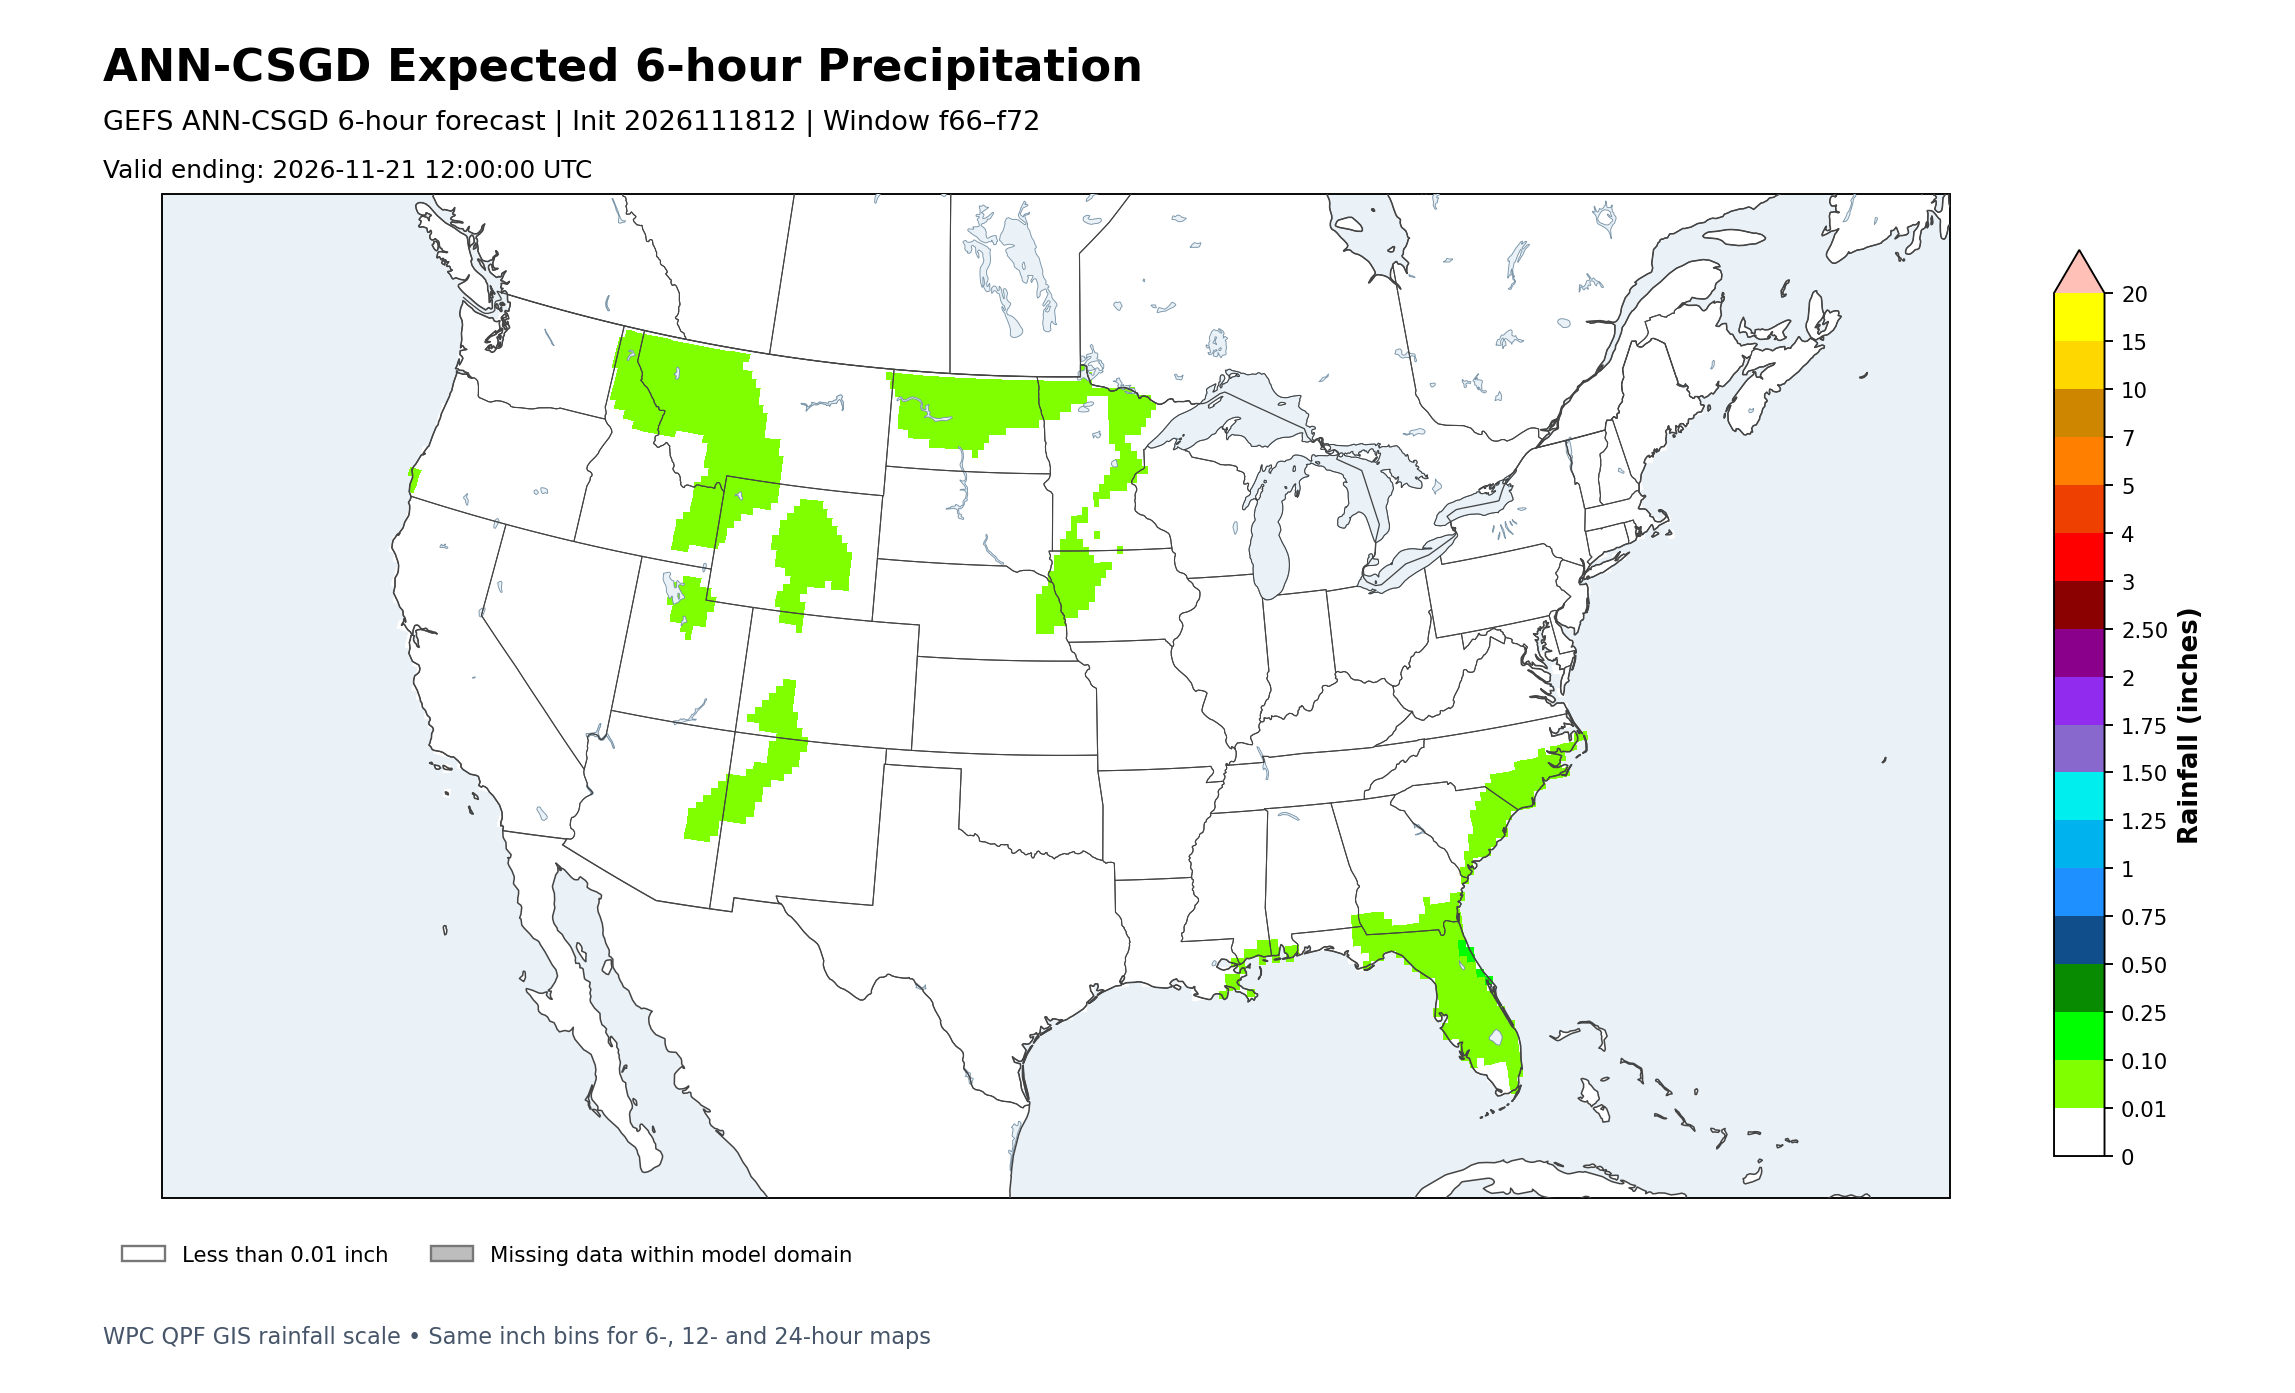 ANN-CSGD Expected 6-hour Precipitation
GEFS ANN-CSGD 6-hour forecast | Init 2026111812 | Window f66–f72
Valid ending: 2026-11-21 12:00:00 UTC
20
15
10
7
5
4
3
2.50
2
1.75
1.50
1.25
1
0.75
0.50
0.25
0.10
0.01
0
Rainfall (inches)
Less than 0.01 inch
Missing data within model domain
WPC QPF GIS rainfall scale • Same inch bins for 6-, 12- and 24-hour maps